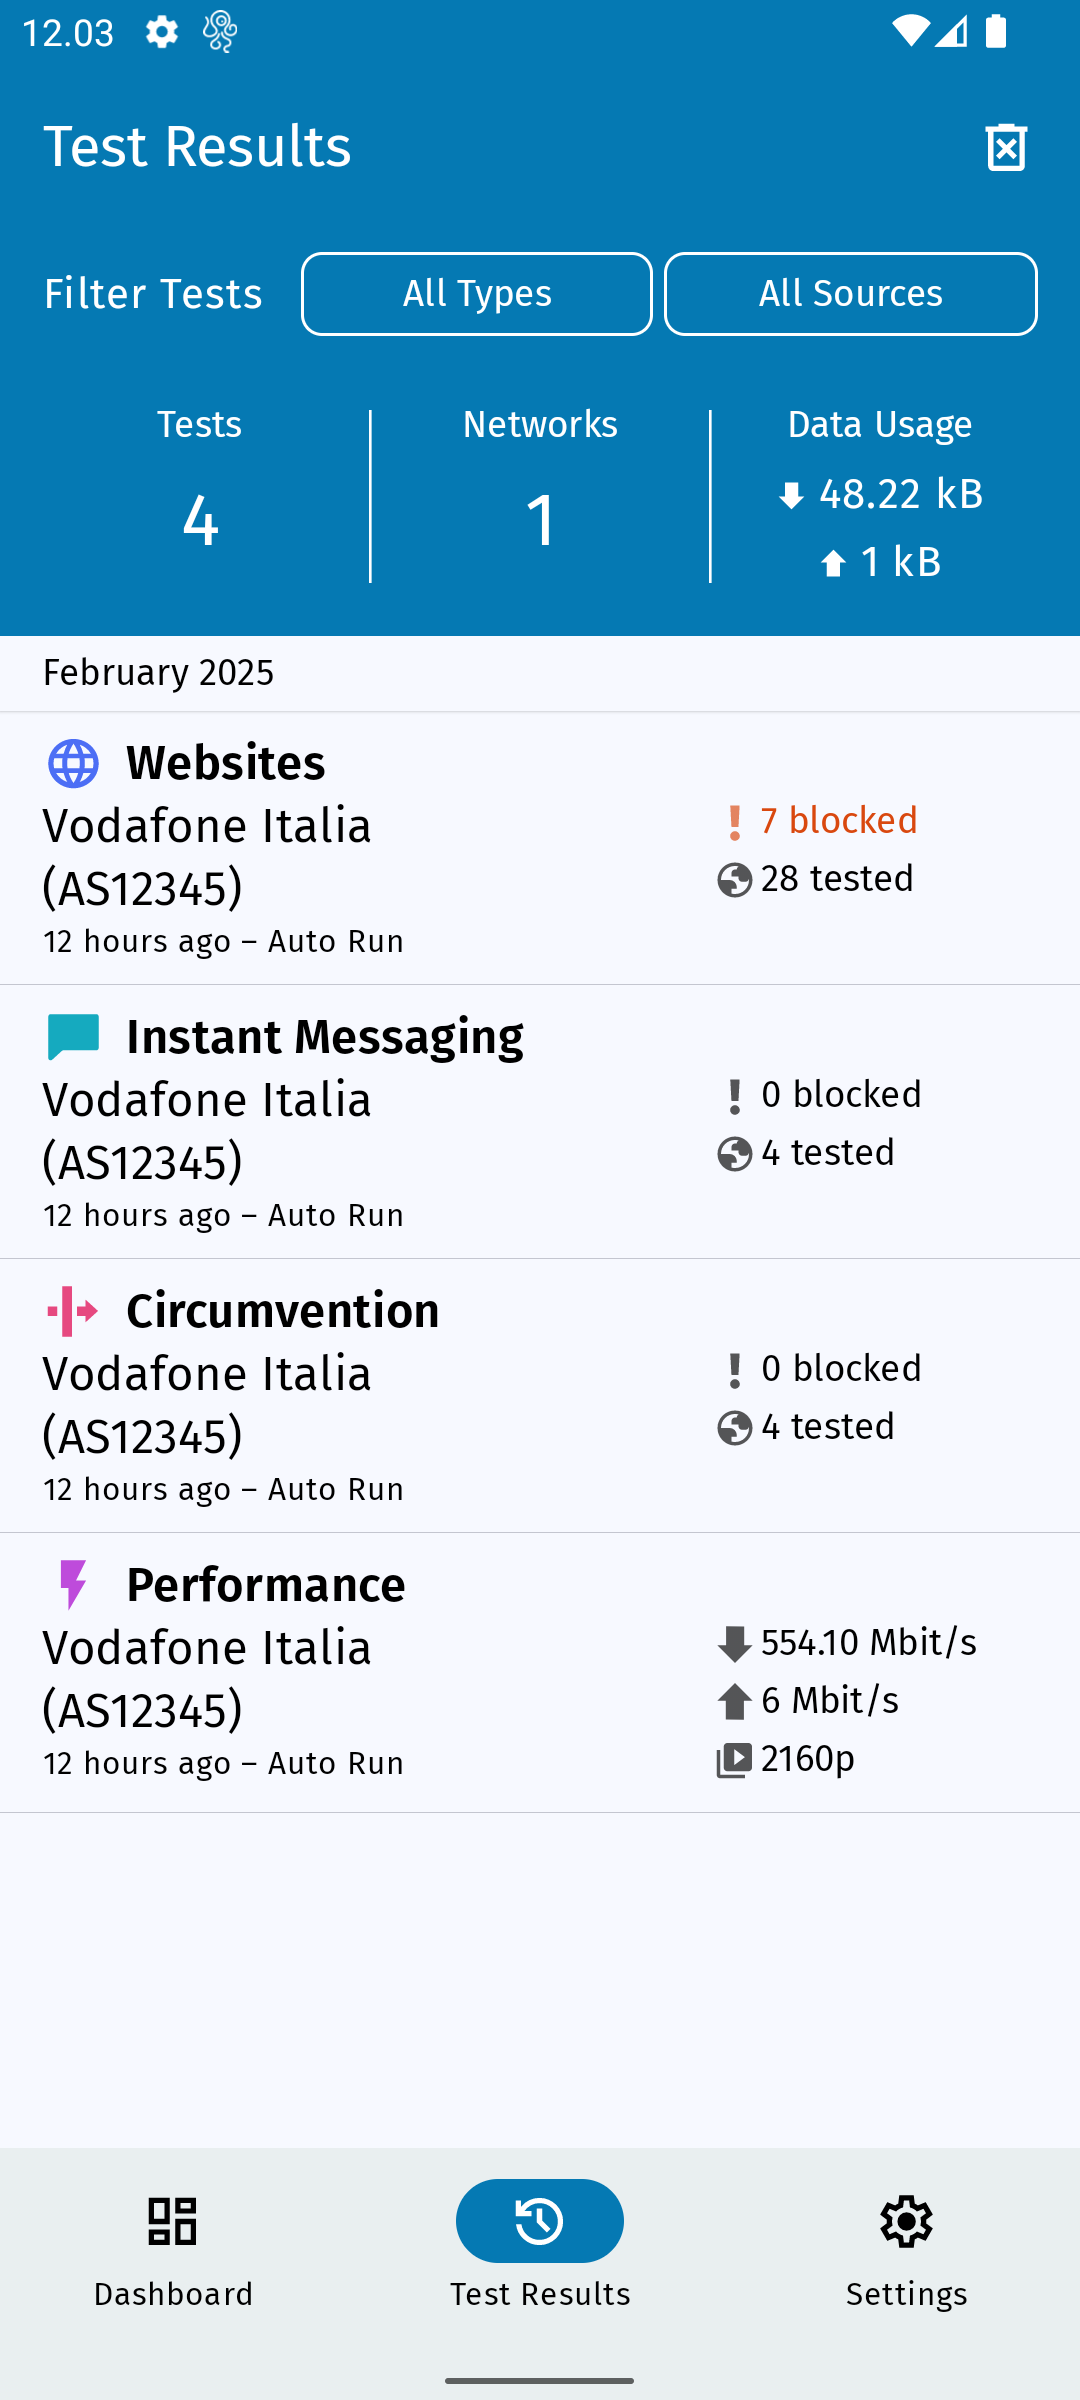 12.03
Test Results
Filter Tests
All Types
All Sources
Tests
4
Networks
1
Data Usage
48.22 kB
1 kB
February 2025
Websites
Vodafone Italia
(AS12345)
12 hours ago – Auto Run
7 blocked
28 tested
Instant Messaging
Vodafone Italia
(AS12345)
12 hours ago – Auto Run
0 blocked
4 tested
Circumvention
Vodafone Italia
(AS12345)
12 hours ago – Auto Run
0 blocked
4 tested
Performance
Vodafone Italia
(AS12345)
12 hours ago – Auto Run
554.10 Mbit/s
6 Mbit/s
2160p
Dashboard
Test Results
Settings